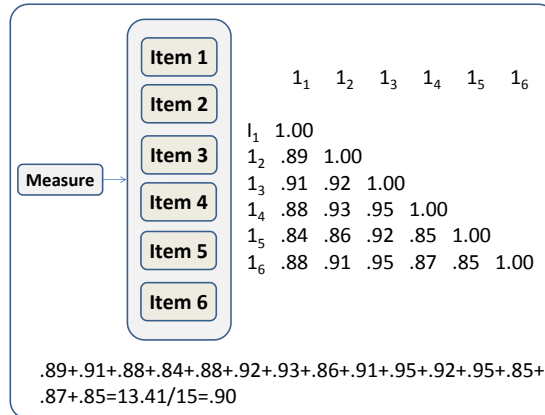 Item 1
Item 2
Item 3
Item 4
Item 5
Item 6
Measure
1₁ 1₂ 1₃ 1₄ 1₅ 1₆
I₁ 1.00
1₂ .89 1.00
1₃ .91 .92 1.00
1₄ .88 .93 .95 1.00
1₅ .84 .86 .92 .85 1.00
1₆ .88 .91 .95 .87 .85 1.00
.89+.91+.88+.84+.88+.92+.93+.86+.91+.95+.92+.95+.85+
.87+.85=13.41/15=.90